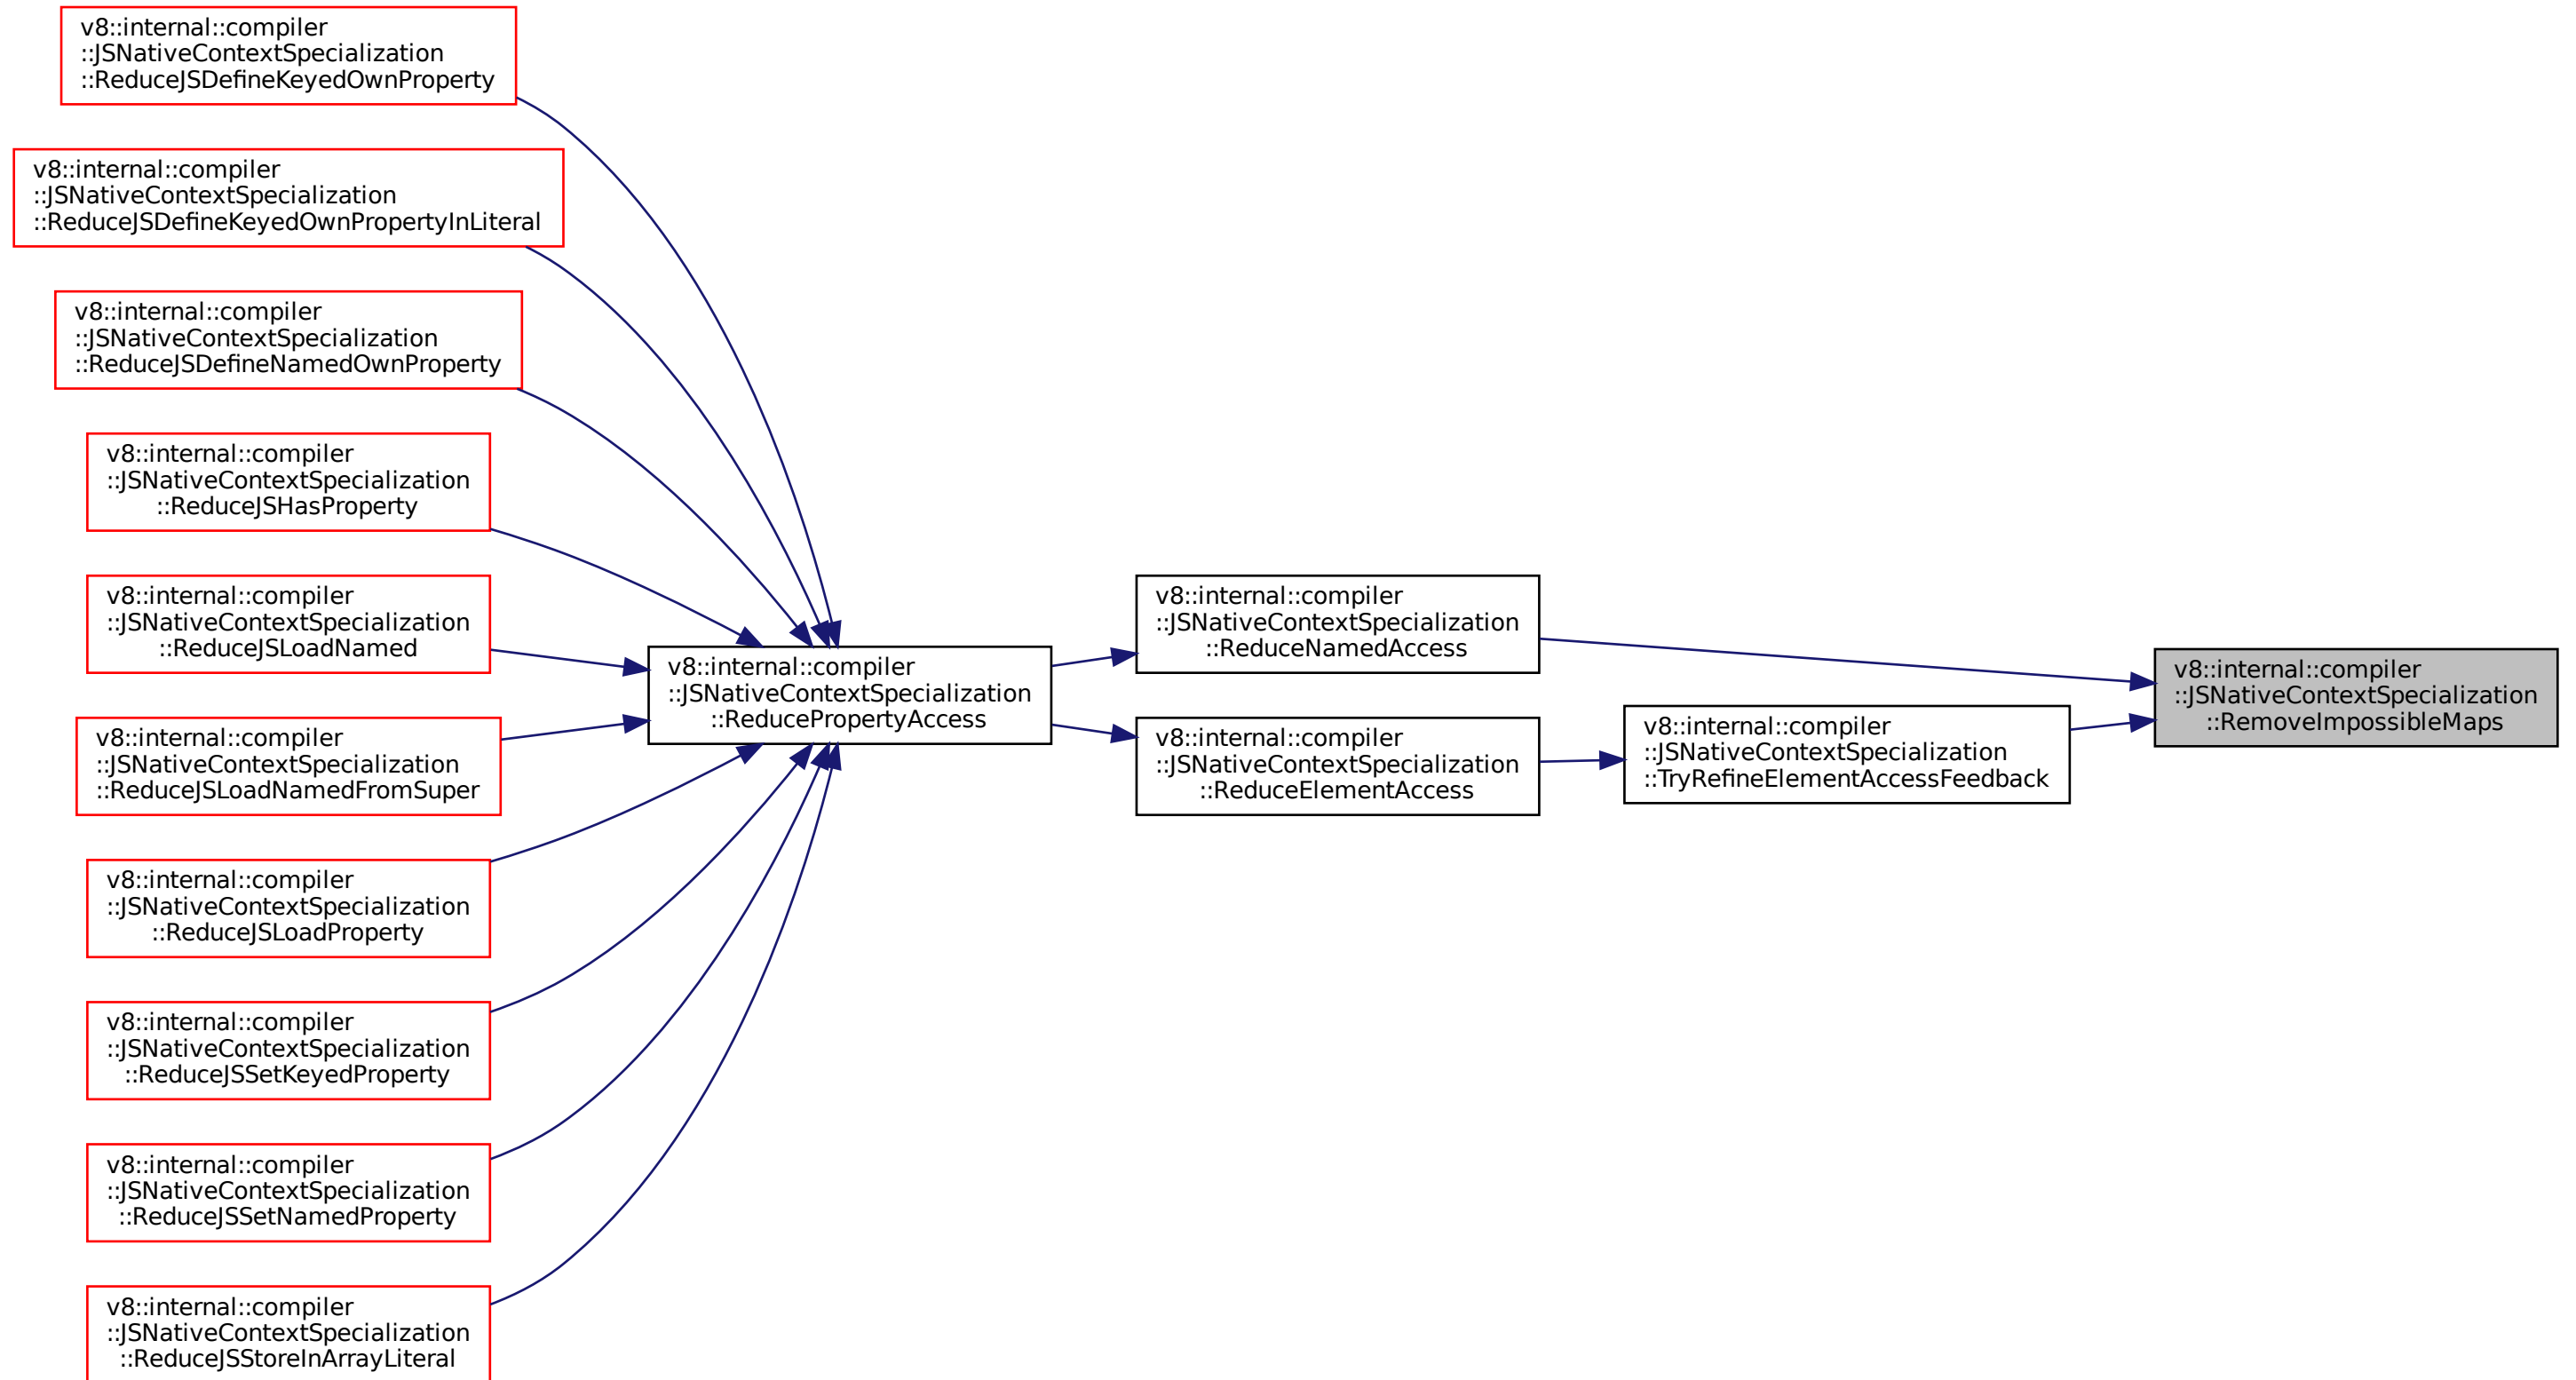 v8::internal::compiler
::JSNativeContextSpecialization
::ReduceJSDefineKeyedOwnProperty
v8::internal::compiler
::JSNativeContextSpecialization
::ReduceJSDefineKeyedOwnPropertyInLiteral
v8::internal::compiler
::JSNativeContextSpecialization
::ReduceJSDefineNamedOwnProperty
v8::internal::compiler
::JSNativeContextSpecialization
::ReduceJSHasProperty
v8::internal::compiler
::JSNativeContextSpecialization
::ReduceJSLoadNamed
v8::internal::compiler
::JSNativeContextSpecialization
::ReduceJSLoadNamedFromSuper
v8::internal::compiler
::JSNativeContextSpecialization
::ReduceJSLoadProperty
v8::internal::compiler
::JSNativeContextSpecialization
::ReduceJSSetKeyedProperty
v8::internal::compiler
::JSNativeContextSpecialization
::ReduceJSSetNamedProperty
v8::internal::compiler
::JSNativeContextSpecialization
::ReduceJSStoreInArrayLiteral
v8::internal::compiler
::JSNativeContextSpecialization
::ReducePropertyAccess
v8::internal::compiler
::JSNativeContextSpecialization
::ReduceNamedAccess
v8::internal::compiler
::JSNativeContextSpecialization
::ReduceElementAccess
v8::internal::compiler
::JSNativeContextSpecialization
::TryRefineElementAccessFeedback
v8::internal::compiler
::JSNativeContextSpecialization
::RemoveImpossibleMaps